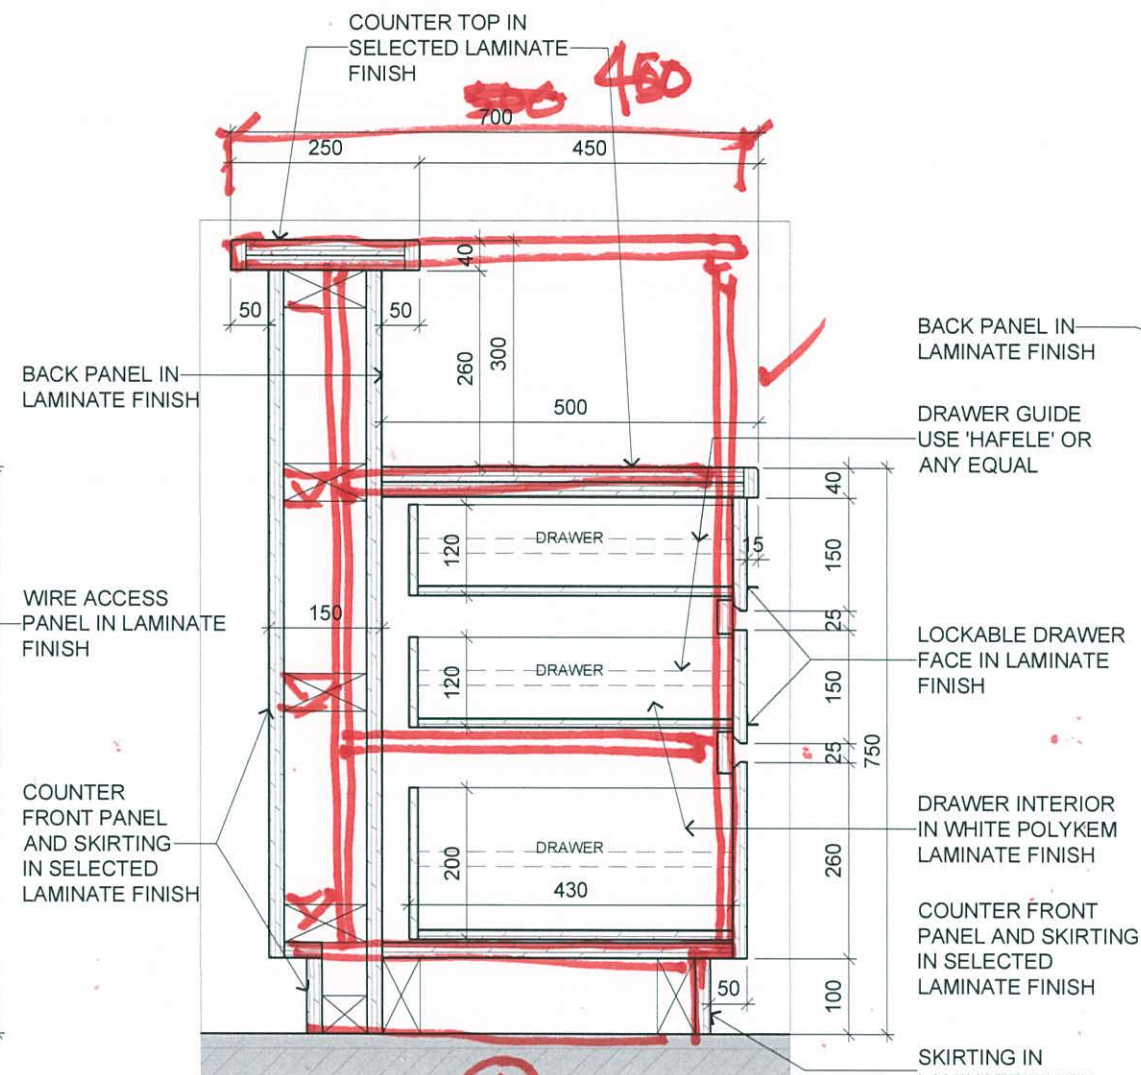 COUNTER TOP IN
SELECTED LAMINATE
FINISH
450
700
250
450
40
50
50
260
300
500
BACK PANEL IN
LAMINATE FINISH
BACK PANEL IN
LAMINATE FINISH
DRAWER GUIDE
USE 'HAFELE' OR
ANY EQUAL
40
120
DRAWER
15
150
WIRE ACCESS
PANEL IN LAMINATE
FINISH
150
25
LOCKABLE DRAWER
FACE IN LAMINATE
FINISH
120
DRAWER
150
25
750
COUNTER
FRONT PANEL
AND SKIRTING
IN SELECTED
LAMINATE FINISH
DRAWER INTERIOR
IN WHITE POLYKEM
LAMINATE FINISH
200
DRAWER
430
260
COUNTER FRONT
PANEL AND SKIRTING
IN SELECTED
LAMINATE FINISH
50
100
SKIRTING IN